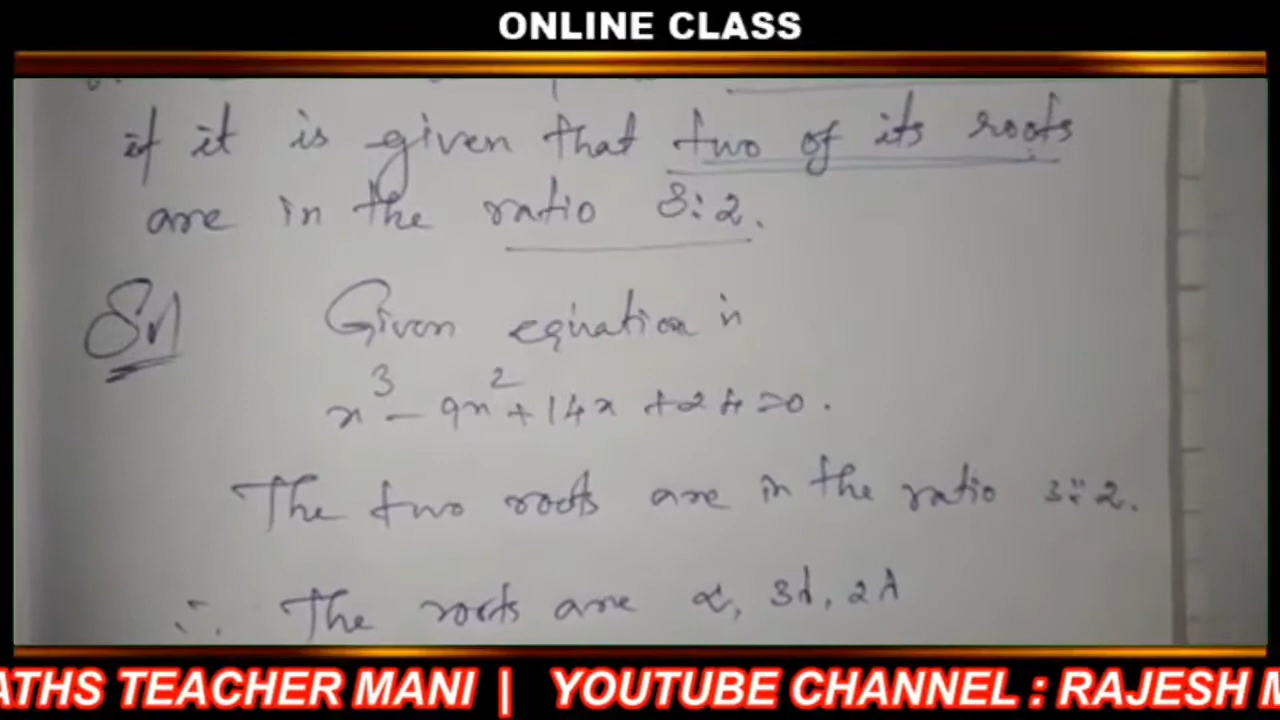 ONLINE CLASS
if it is given that two of its roots
are in the ratio 3:2.
Sol
Given equation is
x³ - 9x² + 14x + 24 = 0.
The two roots are in the ratio 3:2.
∴ The roots are α, 3λ, 2λ
ATHS TEACHER MANI | YOUTUBE CHANNEL : RAJESH M